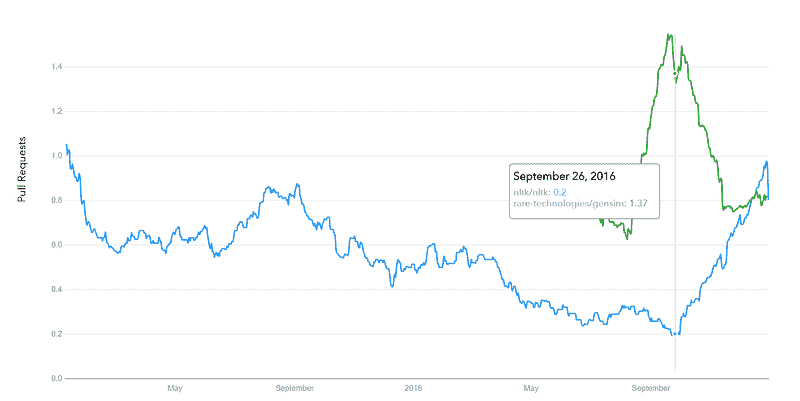 Pull Requests
1.4
1.2
1.0
0.8
0.6
0.4
0.2
0.0
September 26, 2016
nltk/nltk: 0.2
rare-technologies/gensim: 1.37
May
September
2016
May
September